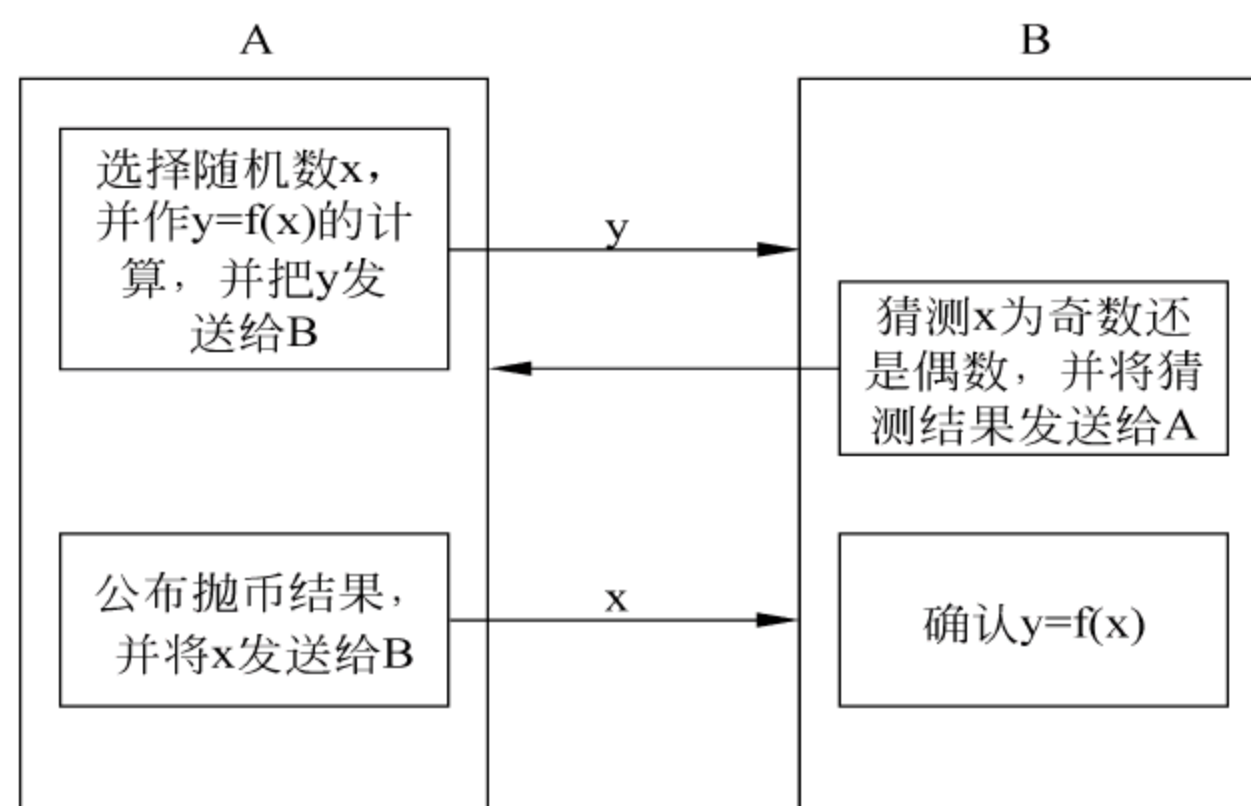 A
B
选择随机数x，
并作y=f(x)的计
算，并把y发
送给B
y
猜测x为奇数还
是偶数，并将猜
测结果发送给A
公布抛币结果，
并将x发送给B
x
确认y=f(x)